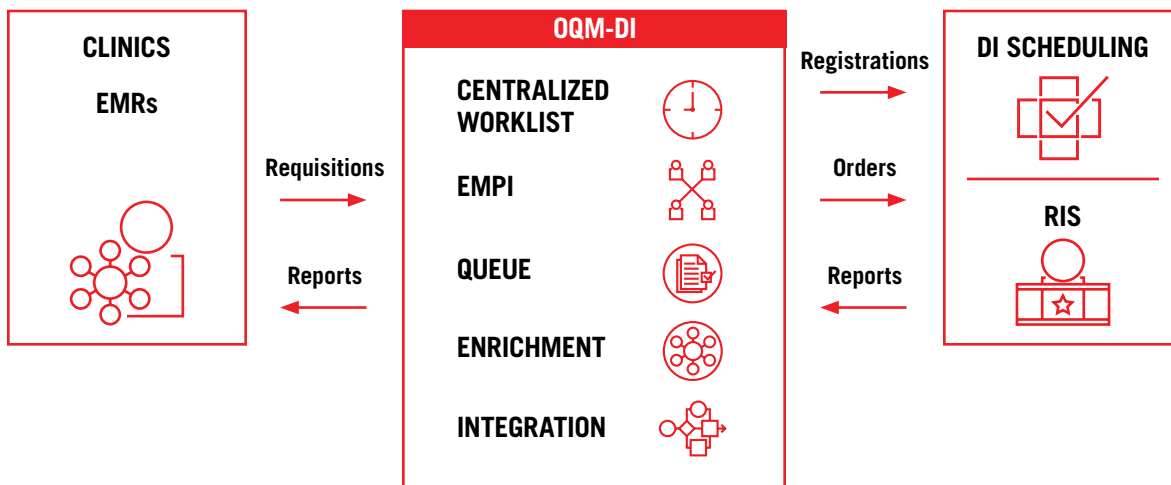 CLINICS
EMRs
Requisitions
Reports
OQM-DI
CENTRALIZED
WORKLIST
EMPI
QUEUE
ENRICHMENT
INTEGRATION
Registrations
Orders
Reports
DI SCHEDULING
RIS